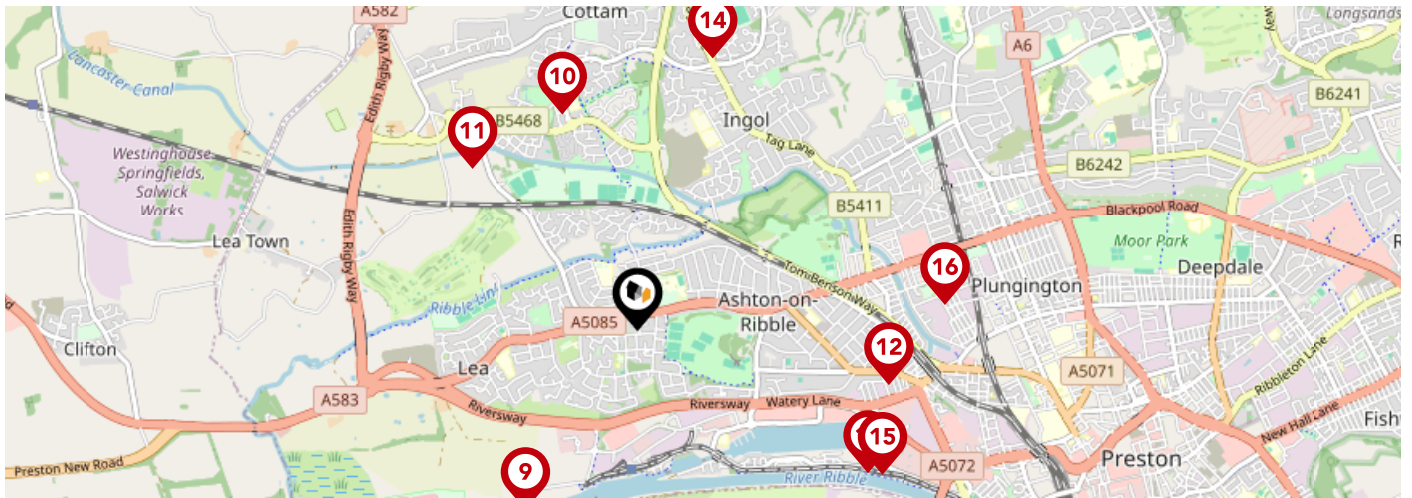 A582
Cottam
14
Longsands
Lancaster Canal
Edith Rigby Way
10
A6
B6241
11
B5468
Ingol
Tag Lane
Westinghouse
Springfields,
Salwick
Works
B6242
B5411
Blackpool Road
Lea Town
Edith Rigby Way
Moor Park
Deepdale
16
Tom Benson Way
Plungington
Ribble Link
Ashton-on-
Ribble
A5085
Clifton
Lea
12
A5071
Ribbleton Lane
A583
Riversway
Riversway
Watery Lane
New Hall Lane
Fish
15
Preston New Road
9
A5072
Preston
River Ribble